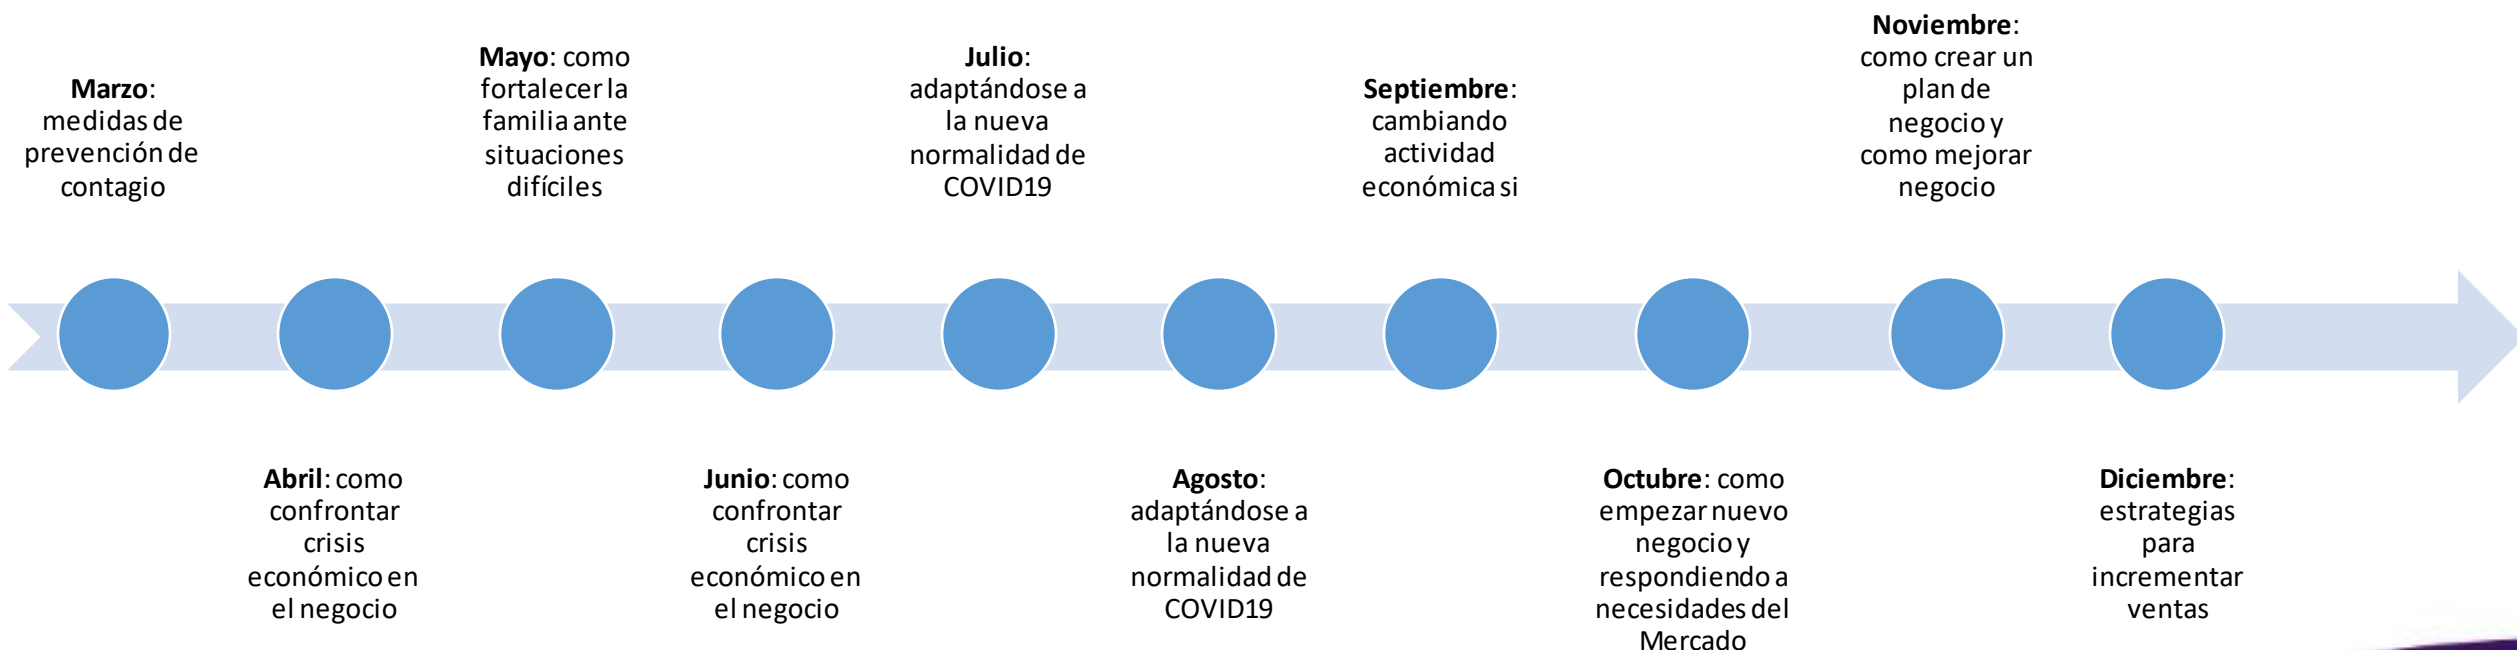 Marzo:
medidas de
prevención de
contagio
Abril: como
confrontar
crisis
económico en
el negocio
Mayo: como
fortalecer la
familia ante
situaciones
difíciles
Junio: como
confrontar
crisis
económico en
el negocio
Julio:
adaptándose a
la nueva
normalidad de
COVID19
Agosto:
adaptándose a
la nueva
normalidad de
COVID19
Septiembre:
cambiando
actividad
económica si
Octubre: como
empezar nuevo
negocio y
respondiendo a
necesidades del
Mercado
Noviembre:
como crear un
plan de
negocio y
como mejorar
negocio
Diciembre:
estrategias
para
incrementar
ventas